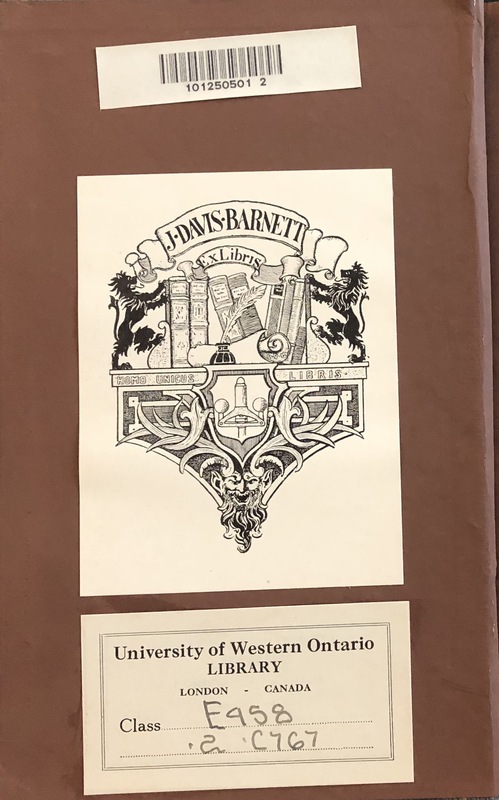 101250501 2
J·DAVIS·BARNETT
Ex Libris
HOMO UNICUS LIBRIS·
University of Western Ontario
LIBRARY
LONDON - CANADA
Class E458
.2 .C767